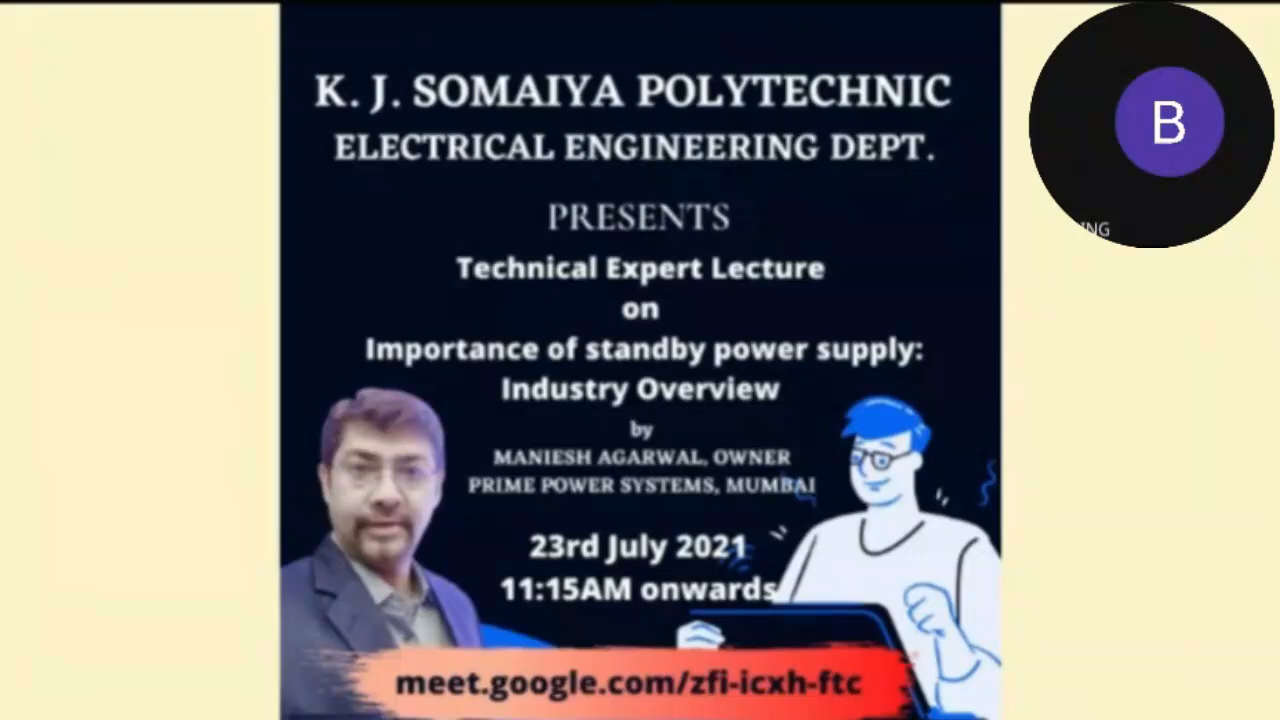 K. J. SOMAIYA POLYTECHNIC
ELECTRICAL ENGINEERING DEPT.
PRESENTS
Technical Expert Lecture
on
Importance of standby power supply:
Industry Overview
by
MANIESH AGARWAL, OWNER
PRIME POWER SYSTEMS, MUMBAI
23rd July 2021
11:15AM onwards
meet.google.com/zfi-icxh-ftc
B